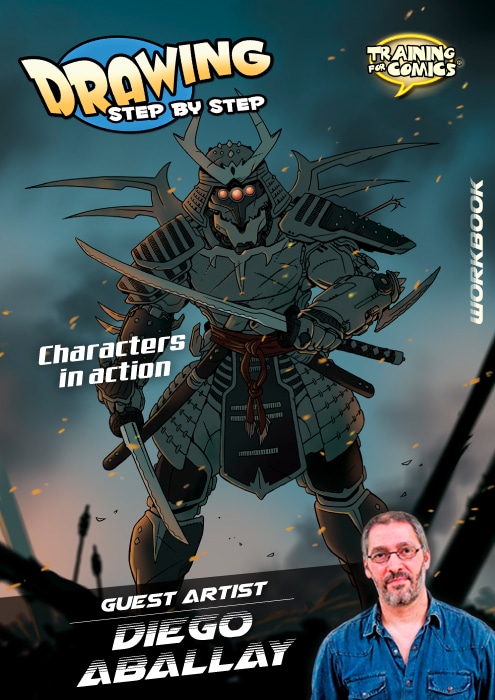 DRAWING
STEP BY STEP
TRAINING
FOR COMICS®
WORKBOOK
Characters
in action
GUEST ARTIST
DIEGO
ABALLAY